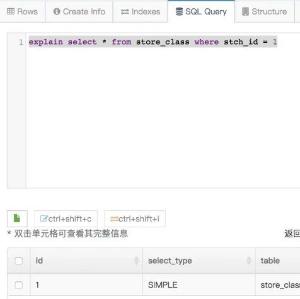 Rows Create Info Indexes SQL Query Structure
1 explain select * from store_class where stch_id = 1
ctrl+shift+c ctrl+shift+l
* 双击单元格可查看其完整信息 返回
Id select_type table
1 SIMPLE store_clas